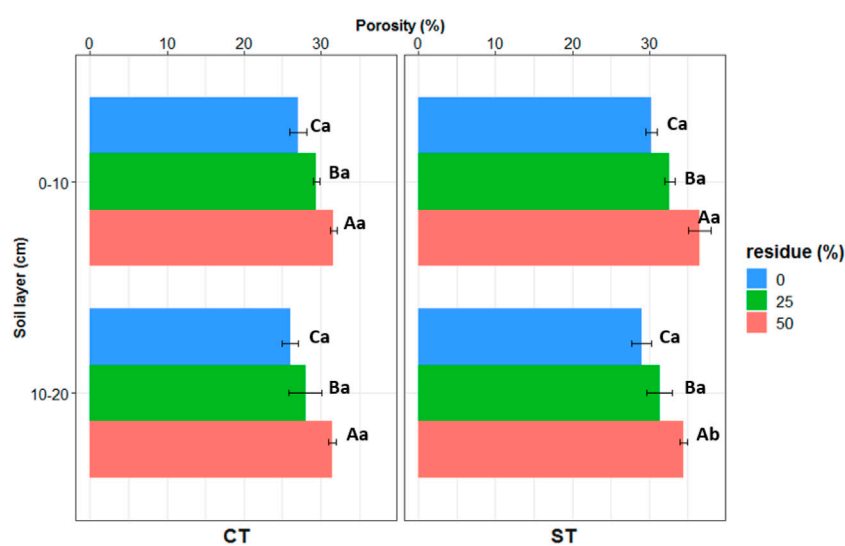 Porosity (%)
0 10 20 30 0 10 20 30
Soil layer (cm)
0-10
Ca
Ba
Aa
Ca
Ba
Aa
10-20
Ca
Ba
Aa
Ca
Ba
Ab
CT ST
residue (%)
0
25
50